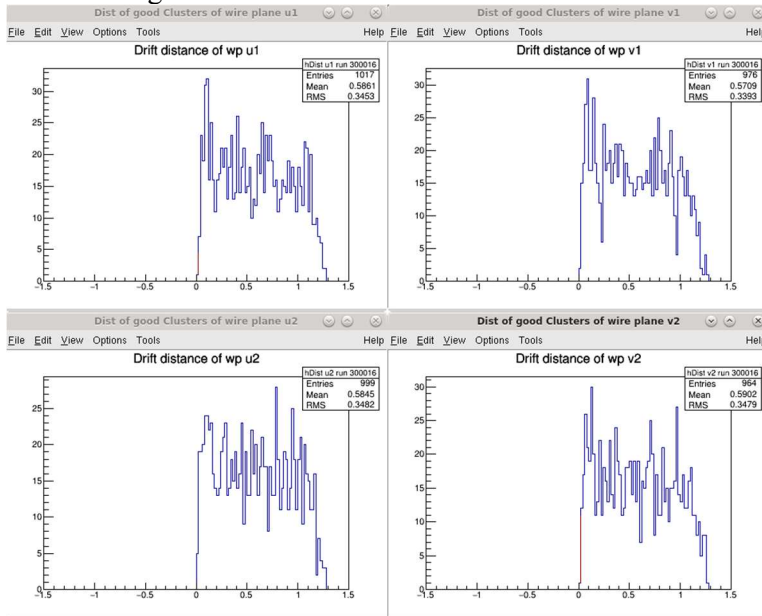 Dist of good Clusters of wire plane u1
File Edit View Options Tools Help
Drift distance of wp u1
hDist u1 run 300016
Entries 1017
Mean 0.5861
RMS 0.3453
30
25
20
15
10
5
0
−1.5 −1 −0.5 0 0.5 1 1.5
Dist of good Clusters of wire plane v1
File Edit View Options Tools Help
Drift distance of wp v1
hDist v1 run 300016
Entries 976
Mean 0.5709
RMS 0.3393
30
25
20
15
10
5
0
−1.5 −1 −0.5 0 0.5 1 1.5
Dist of good Clusters of wire plane u2
File Edit View Options Tools Help
Drift distance of wp u2
hDist u2 run 300016
Entries 999
Mean 0.5845
RMS 0.3482
25
20
15
10
5
0
−1.5 −1 −0.5 0 0.5 1 1.5
Dist of good Clusters of wire plane v2
File Edit View Options Tools Help
Drift distance of wp v2
hDist v2 run 300016
Entries 964
Mean 0.5902
RMS 0.3479
30
25
20
15
10
5
0
−1.5 −1 −0.5 0 0.5 1 1.5